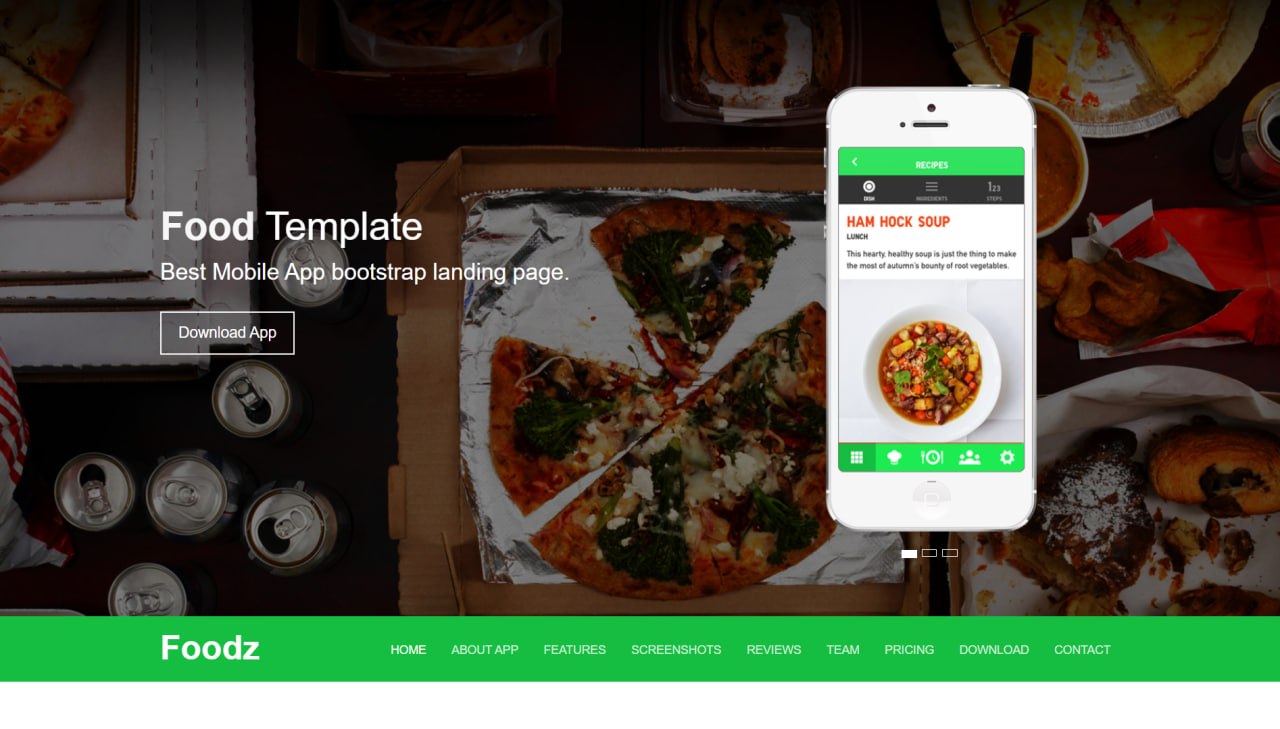 Food Template
Best Mobile App bootstrap landing page.
Download App
RECIPES
DISH INGREDIENTS 123 STEPS
HAM HOCK SOUP
LUNCH
This hearty, healthy soup is just the thing to make
the most of autumn's bounty of root vegetables.
Foodz HOME ABOUT APP FEATURES SCREENSHOTS REVIEWS TEAM PRICING DOWNLOAD CONTACT